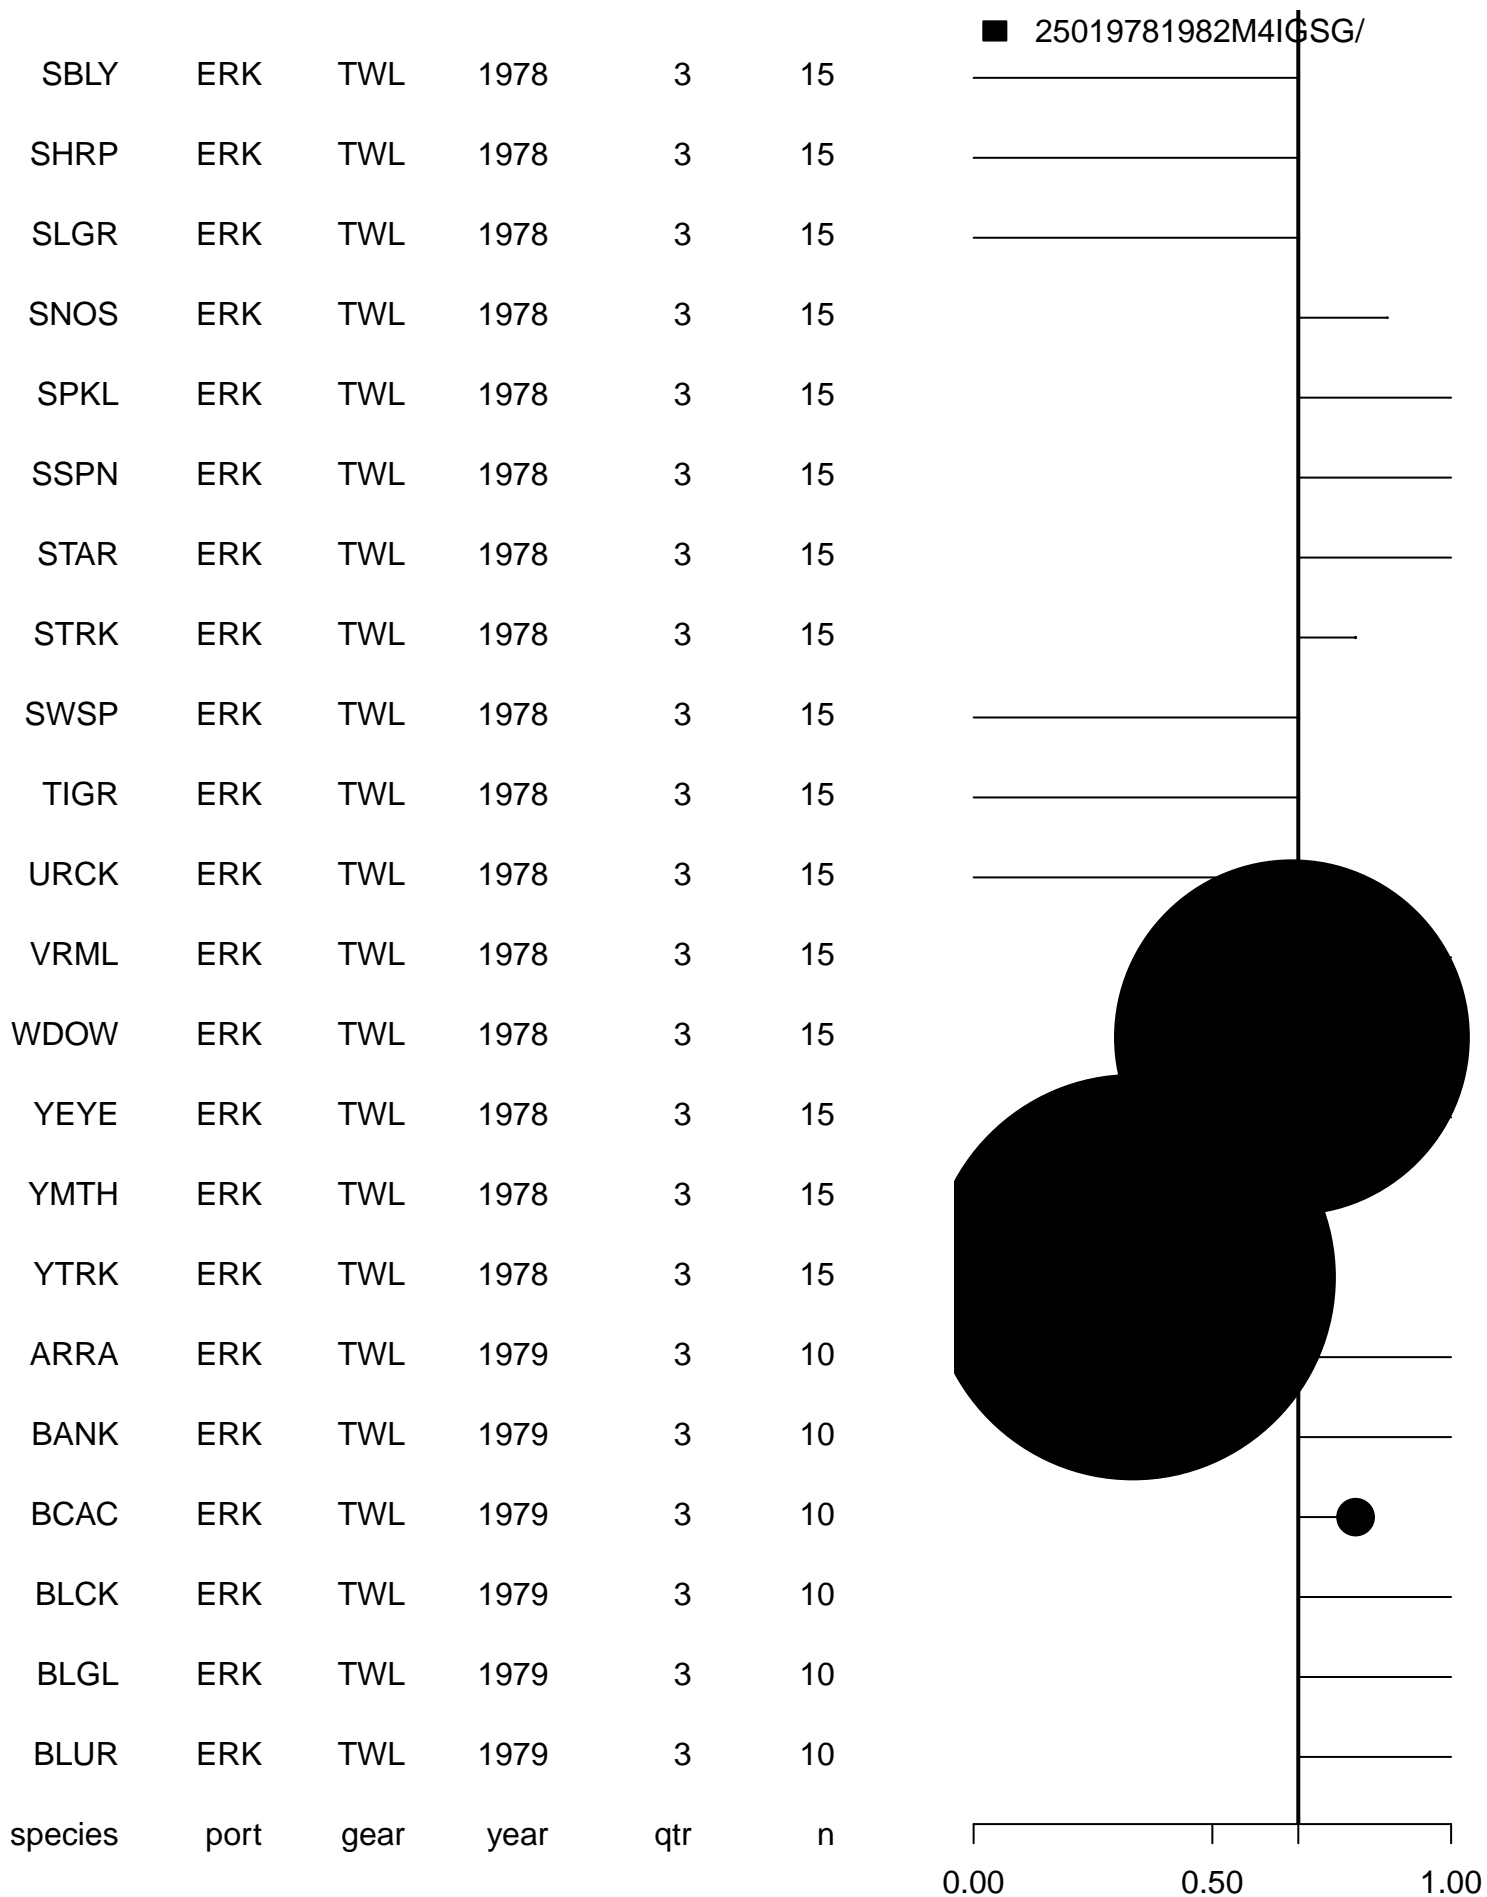 25019781982M4IGSG/
SBLY ERK TWL 1978 3 15
SHRP ERK TWL 1978 3 15
SLGR ERK TWL 1978 3 15
SNOS ERK TWL 1978 3 15
SPKL ERK TWL 1978 3 15
SSPN ERK TWL 1978 3 15
STAR ERK TWL 1978 3 15
STRK ERK TWL 1978 3 15
SWSP ERK TWL 1978 3 15
TIGR ERK TWL 1978 3 15
URCK ERK TWL 1978 3 15
VRML ERK TWL 1978 3 15
WDOW ERK TWL 1978 3 15
YEYE ERK TWL 1978 3 15
YMTH ERK TWL 1978 3 15
YTRK ERK TWL 1978 3 15
ARRA ERK TWL 1979 3 10
BANK ERK TWL 1979 3 10
BCAC ERK TWL 1979 3 10
BLCK ERK TWL 1979 3 10
BLGL ERK TWL 1979 3 10
BLUR ERK TWL 1979 3 10
species port gear year qtr n
0.00 0.50 1.00